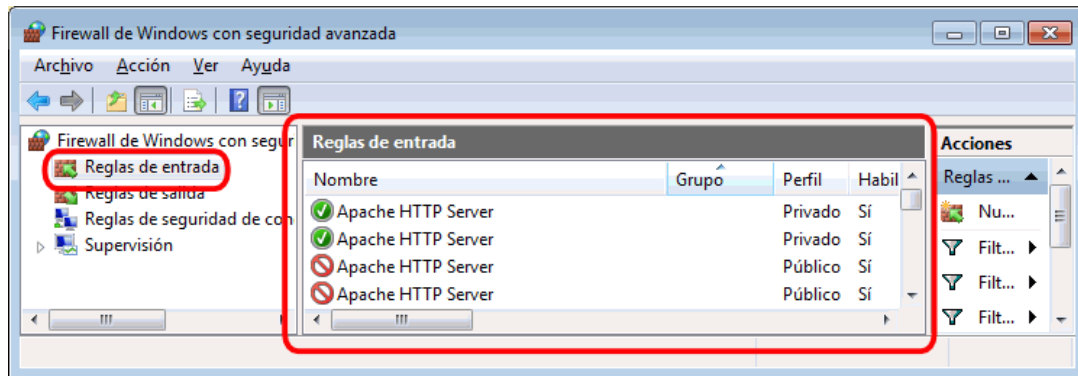 Firewall de Windows con seguridad avanzada
Archivo Acción Ver Ayuda
Firewall de Windows con segur
Reglas de entrada
Reglas de salida
Reglas de seguridad de con
Supervisión
Reglas de entrada
Nombre Grupo Perfil Habil
Apache HTTP Server Privado Sí
Apache HTTP Server Privado Sí
Apache HTTP Server Público Sí
Apache HTTP Server Público Sí
Acciones
Reglas ...
Nu...
Filt...
Filt...
Filt...